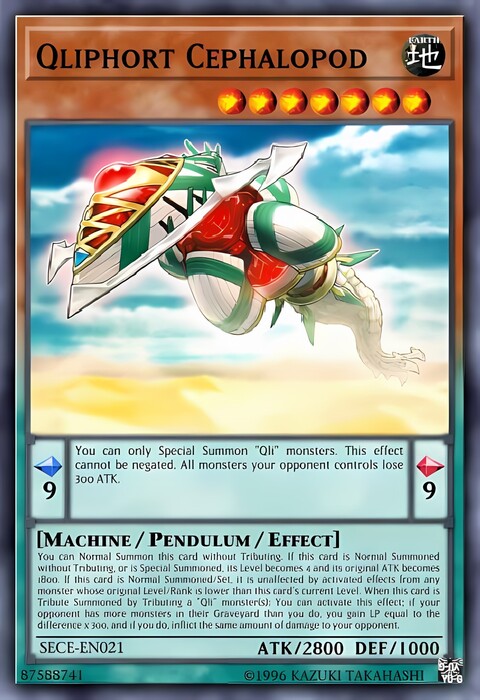 QLIPHORT CEPHALOPOD
EARTH
地
You can only Special Summon "Qli" monsters. This effect
cannot be negated. All monsters your opponent controls lose
300 ATK.
9
9
[MACHINE / PENDULUM / EFFECT]
You can Normal Summon this card without Tributing. If this card is Normal Summoned
without Tributing, or is Special Summoned, its Level becomes 4 and its original ATK becomes
1800. If this card is Normal Summoned/Set, it is unaffected by activated effects from any
monster whose original Level/Rank is lower than this card's current Level. When this card is
Tribute Summoned by Tributing a "Qli" monster(s): You can activate this effect; if your
opponent has more monsters in their Graveyard than you do, you gain LP equal to the
difference x 300, and if you do, inflict the same amount of damage to your opponent.
SECE-EN021
ATK/2800 DEF/1000
87588741
©1996 KAZUKI TAKAHASHI